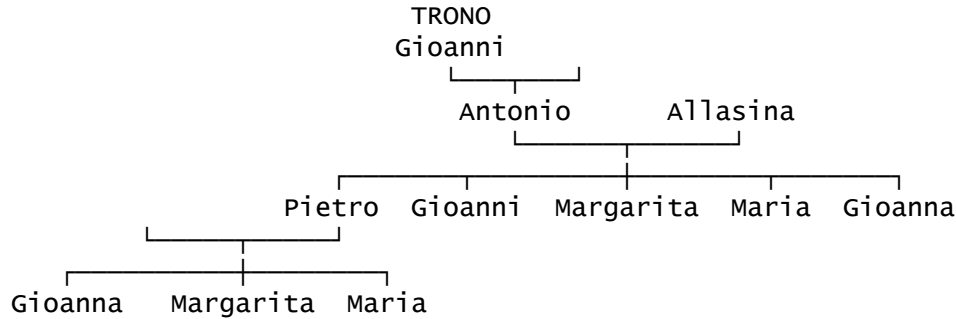 TRONO
Gioanni
Antonio Allasina
Pietro Gioanni Margarita Maria Gioanna
Gioanna Margarita Maria